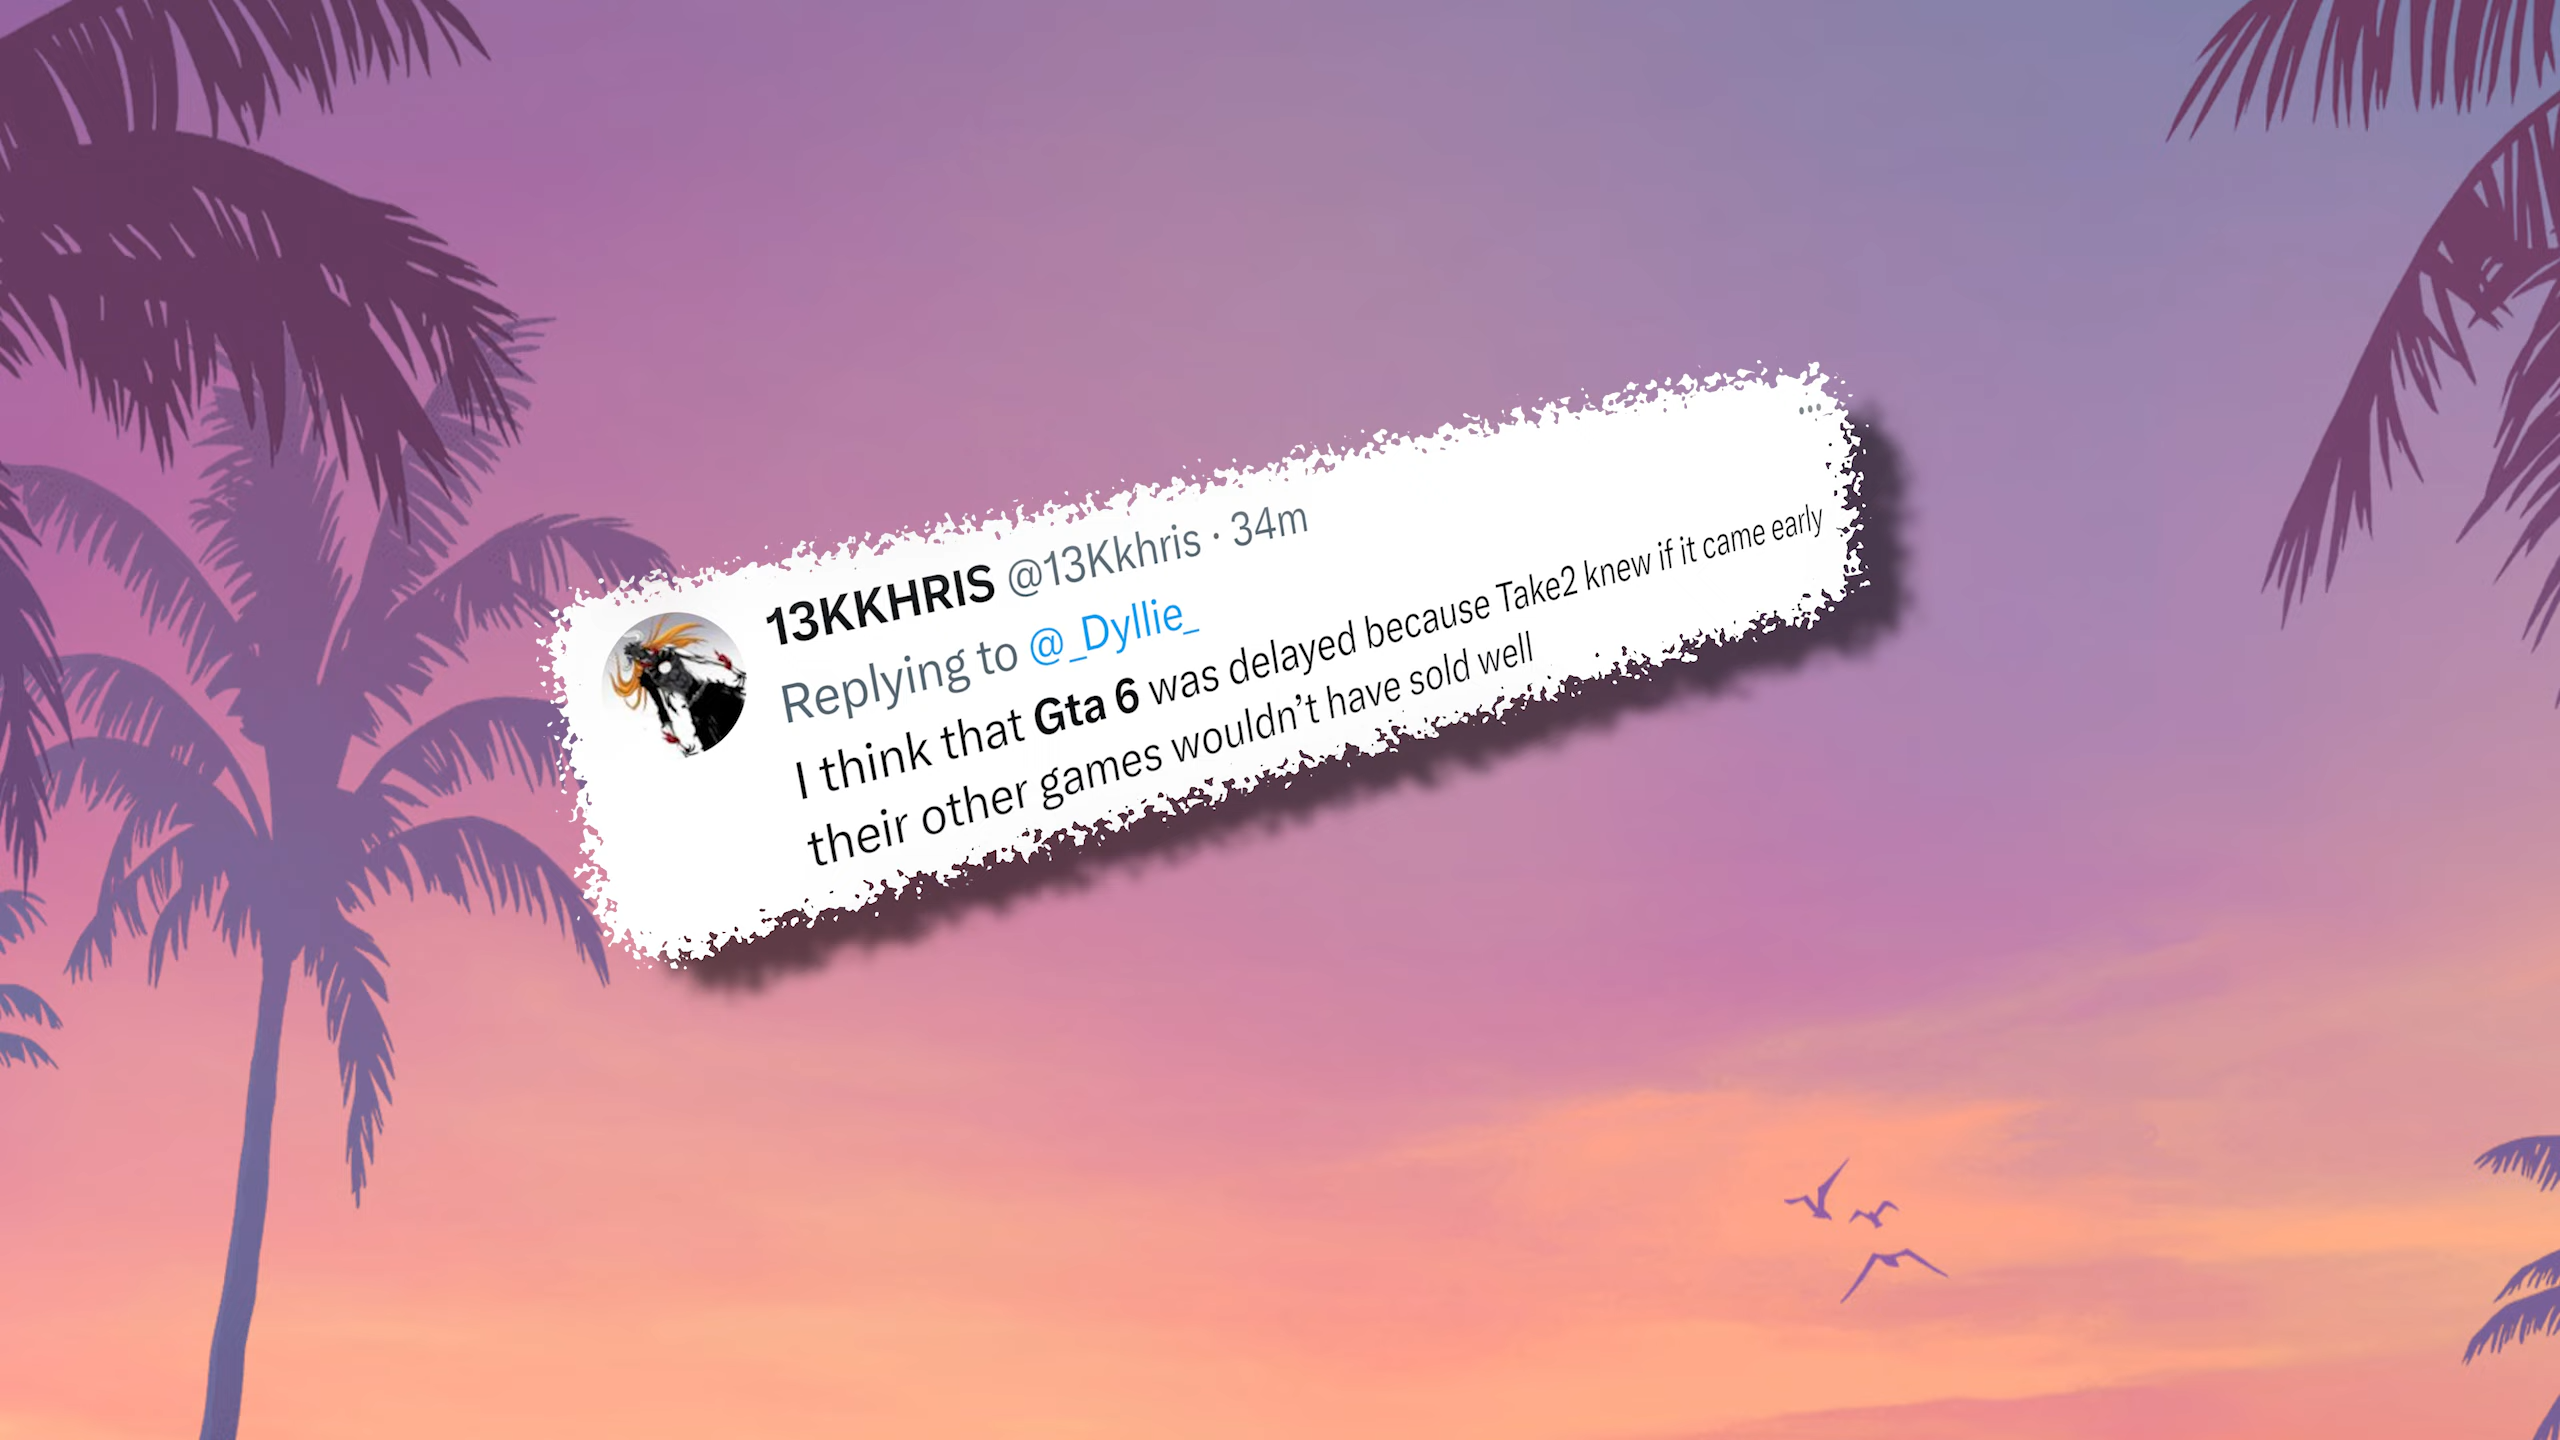 13KKHRIS @13Kkhris · 34m
...
Replying to @_Dyllie_
I think that Gta 6 was delayed because Take2 knew if it came early
their other games wouldn’t have sold well